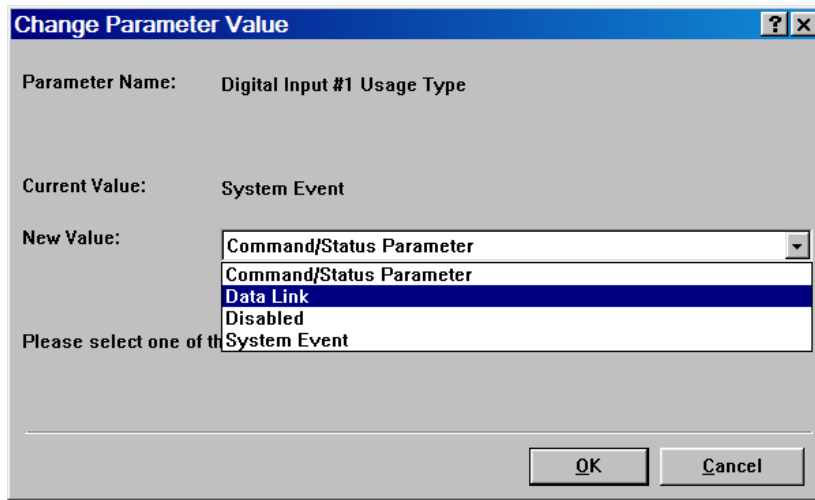 Change Parameter Value
Parameter Name: Digital Input #1 Usage Type
Current Value: System Event
New Value: Command/Status Parameter
Command/Status Parameter
Data Link
Disabled
System Event
Please select one of th
OK Cancel